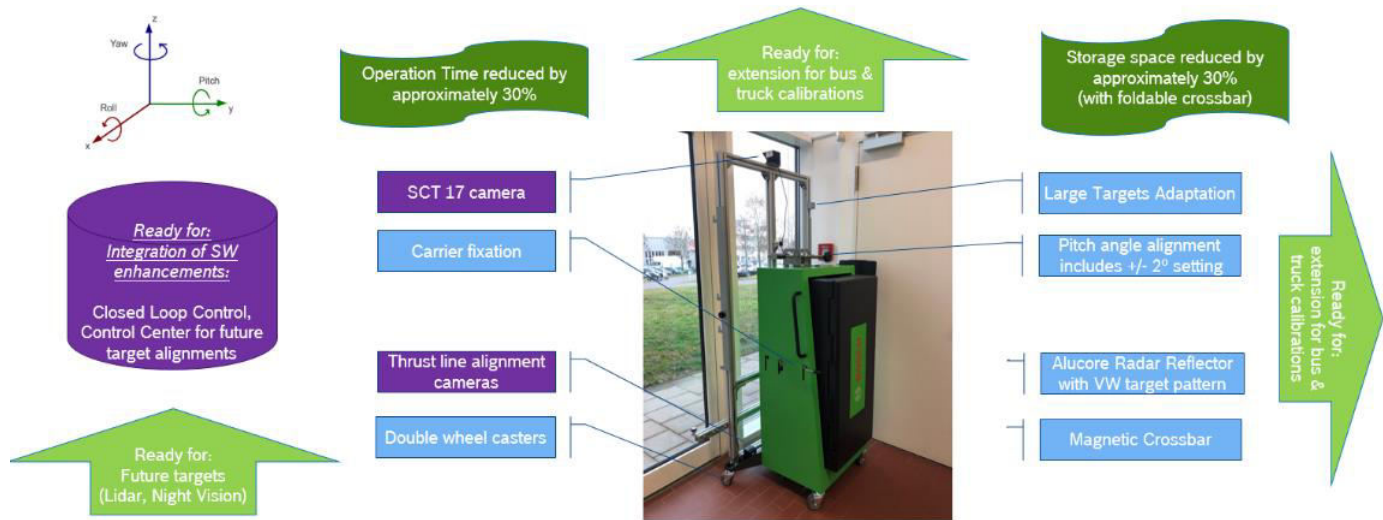 z
Yaw
Pitch
y
Roll
x
Operation Time reduced by
approximately 30%
Ready for:
extension for bus &
truck calibrations
Storage space reduced by
approximately 30%
(with foldable crossbar)
Ready for:
Integration of SW
enhancements:
Closed Loop Control,
Control Center for future
target alignments
Ready for:
Future targets
(Lidar, Night Vision)
SCT 17 camera
Carrier fixation
Thrust line alignment
cameras
Double wheel casters
Large Targets Adaptation
Pitch angle alignment
includes +/- 2º setting
Alucore Radar Reflector
with VW target pattern
Magnetic Crossbar
Ready for:
extension for bus &
truck calibrations